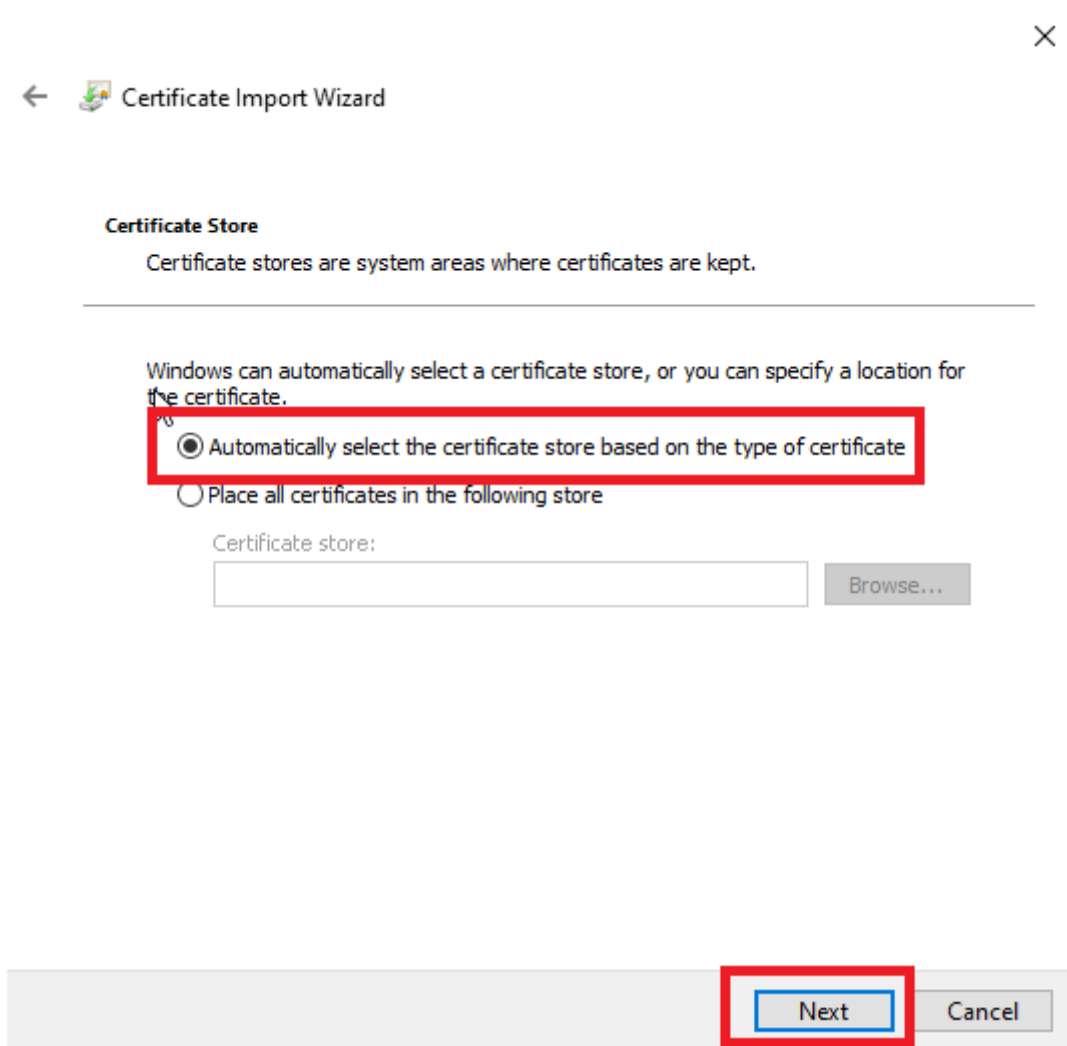 Certificate Import Wizard
Certificate Store
Certificate stores are system areas where certificates are kept.
Windows can automatically select a certificate store, or you can specify a location for
the certificate.
Automatically select the certificate store based on the type of certificate
Place all certificates in the following store
Certificate store:
Browse...
Next
Cancel